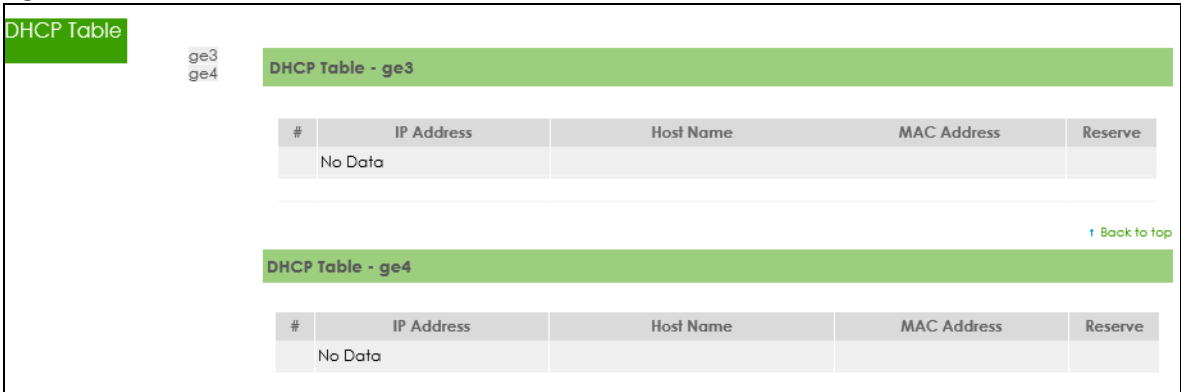 DHCP Table
ge3
ge4
DHCP Table - ge3
# IP Address Host Name MAC Address Reserve
No Data
↑ Back to top
DHCP Table - ge4
# IP Address Host Name MAC Address Reserve
No Data